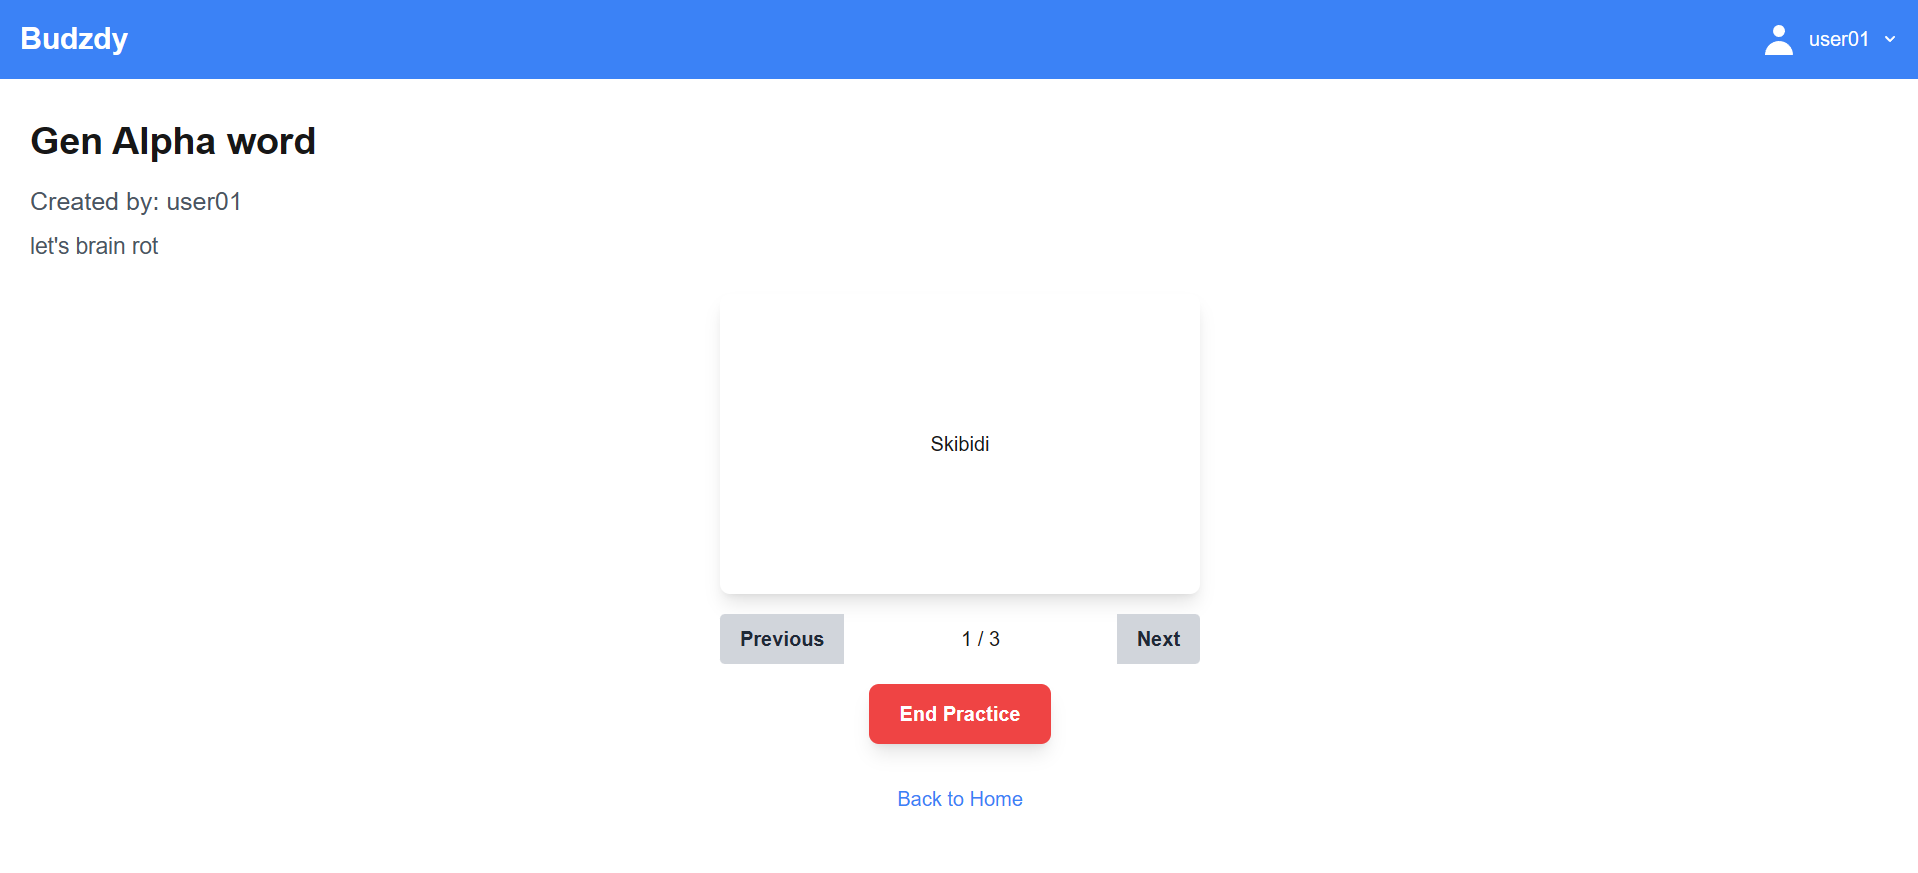 Budzdy
user01
Gen Alpha word
Created by: user01
let's brain rot
Skibidi
Previous
1 / 3
Next
End Practice
Back to Home